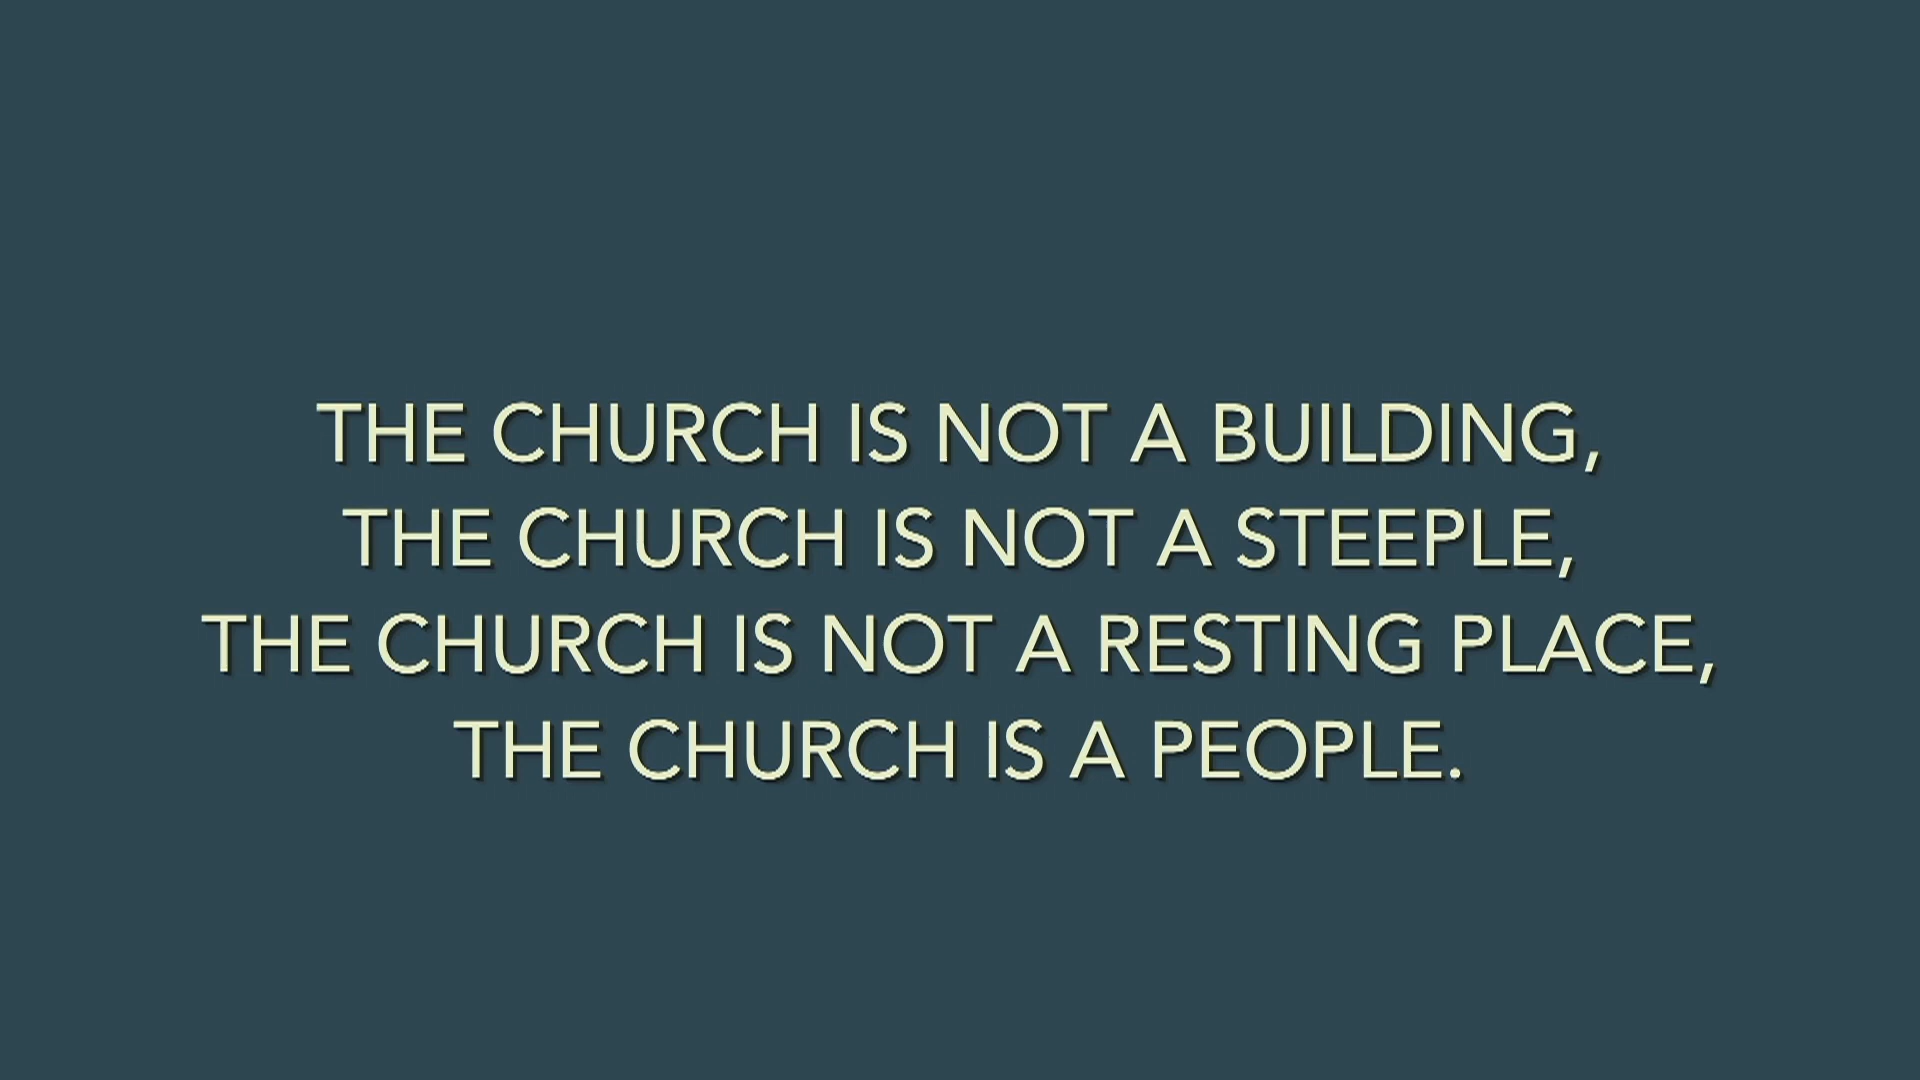 THE CHURCH IS NOT A BUILDING,
THE CHURCH IS NOT A STEEPLE,
THE CHURCH IS NOT A RESTING PLACE,
THE CHURCH IS A PEOPLE.